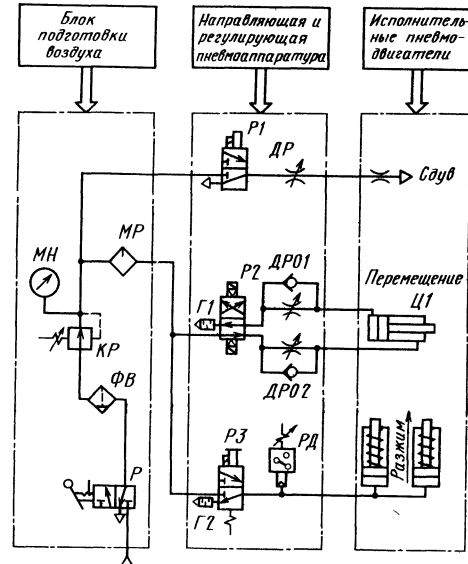 Блок
подготовки
воздуха
Направляющая и
регулирующая
пневмоаппаратура
Исполнитель-
ные пневмо-
двигатели
Р1
ДР
Сдув
МН
МР
Р2
ДРО1
Г1
Перемещение
Ц1
КР
ДРО2
ФВ
Р3
РД
Разжим
Р
Г2